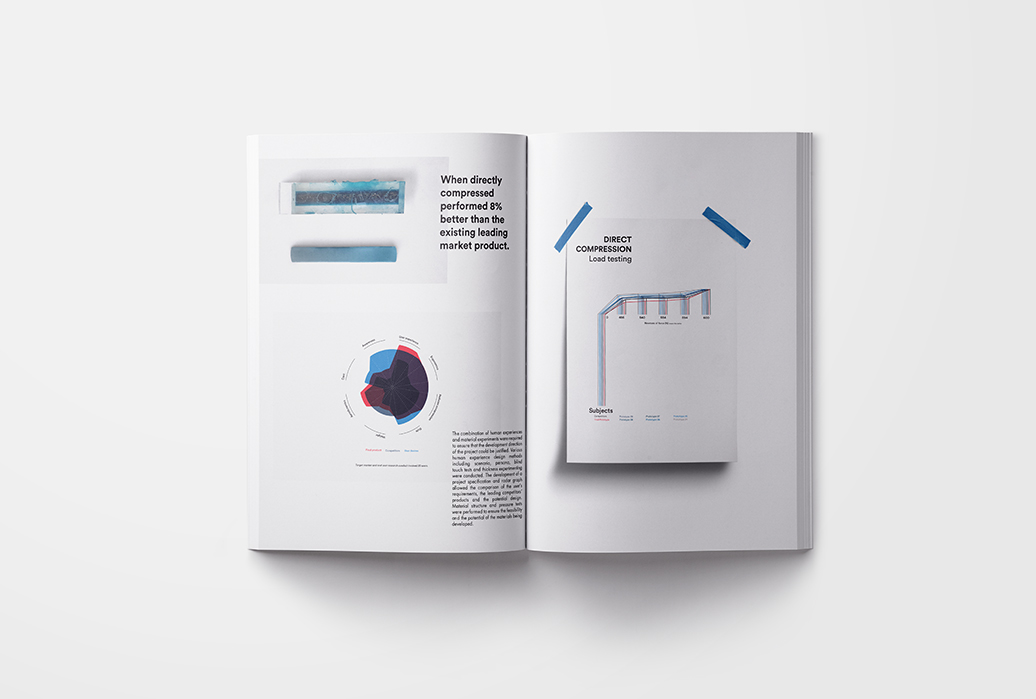 When directly
compressed
performed 8%
better than the
existing leading
market product.
The combination of human experiences
and material experiments were required
to ensure that the development direction
of the project could be justified. Various
human experience design methods
including scenario, persona, blind
touch tests and thickness experimenting
were conducted. The development of a
project specification and radar graph
allowed the comparison of the user's
requirements, the leading competitors'
products and the potential design.
Material structure and pressure tests
were performed to ensure the feasibility
and the potential of the materials being
developed.
DIRECT
COMPRESSION
Load testing
Subjects